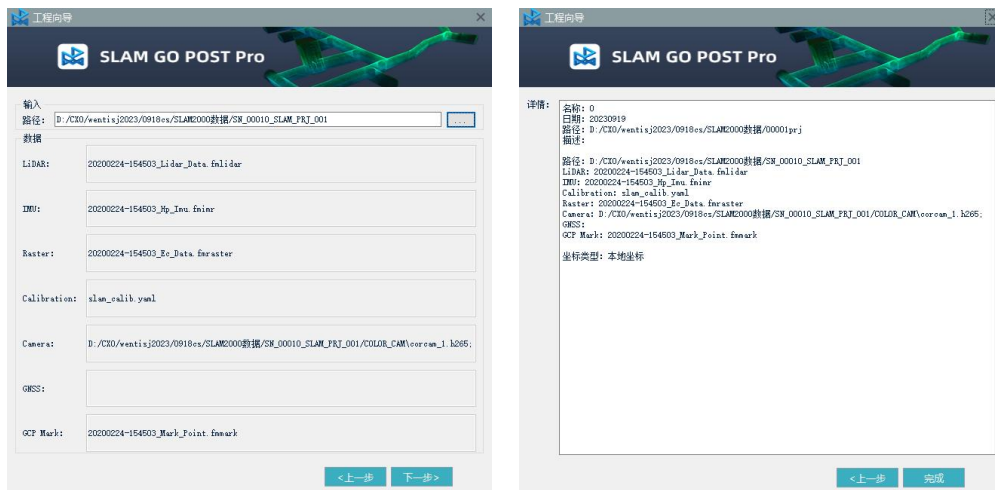 工程向导
SLAM GO POST Pro
输入
路径: D:/CXO/wentisj2023/0918cs/SLAM2000数据/SN_00010_SLAM_PRJ_001 ...
数据
LiDAR: 20200224-154503_Lidar_Data.fmlidar
IMU: 20200224-154503_Hp_Imu.fmimr
Raster: 20200224-154503_Ec_Data.fmraster
Calibration: slam_calib.yaml
Camera: D:/CXO/wentisj2023/0918cs/SLAM2000数据/SN_00010_SLAM_PRJ_001/COLOR_CAM\corcam_1.h265;
GNSS:
GCP Mark: 20200224-154503_Mark_Point.fmmark
<上一步 下一步>
工程向导
SLAM GO POST Pro
详情:
名称: 0
日期: 20230919
路径: D:/CXO/wentisj2023/0918cs/SLAM2000数据/00001prj
描述:
路径: D:/CXO/wentisj2023/0918cs/SLAM2000数据/SN_00010_SLAM_PRJ_001
LiDAR: 20200224-154503_Lidar_Data.fmlidar
IMU: 20200224-154503_Hp_Imu.fmimr
Calibration: slam_calib.yaml
Raster: 20200224-154503_Ec_Data.fmraster
Camera: D:/CXO/wentisj2023/0918cs/SLAM2000数据/SN_00010_SLAM_PRJ_001/COLOR_CAM\corcam_1.h265;
GNSS:
GCP Mark: 20200224-154503_Mark_Point.fmmark
坐标类型: 本地坐标
<上一步 完成